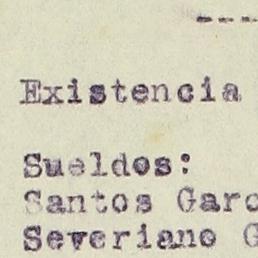 Existencia
Sueldos:
Santos Garc
Severiano G